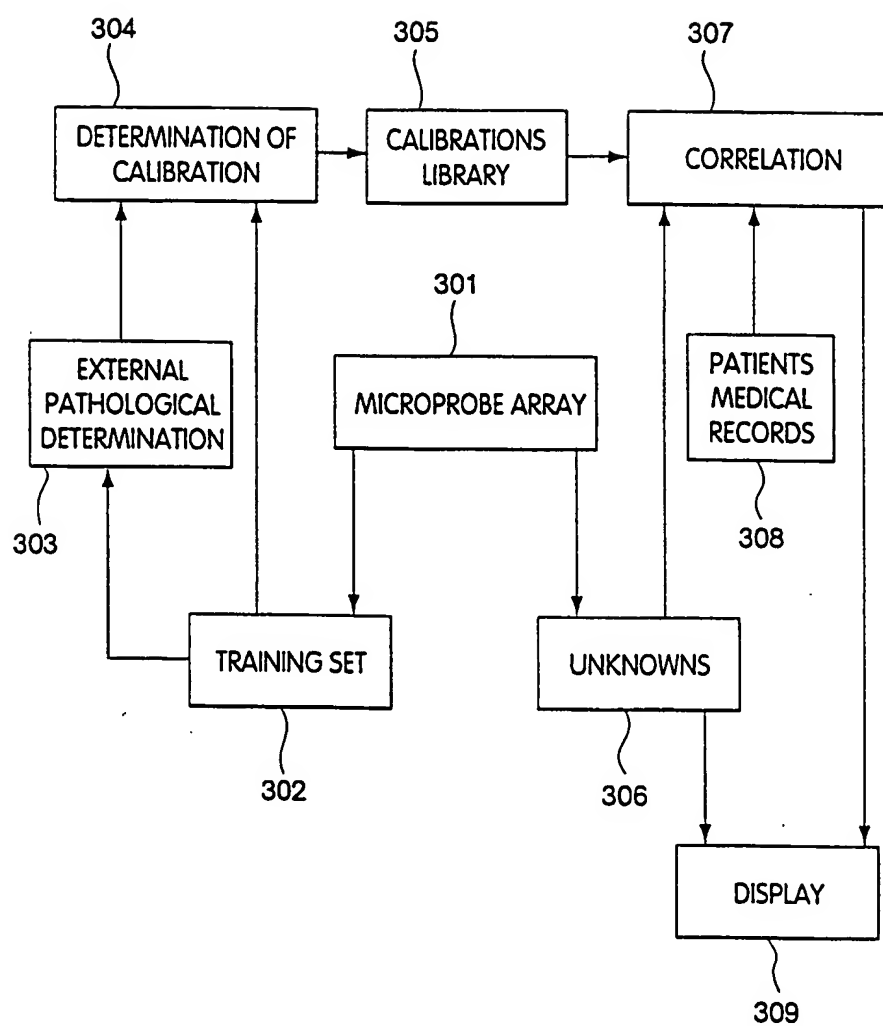 304
305
307
DETERMINATION OF
CALIBRATION
CALIBRATIONS
LIBRARY
CORRELATION
301
MICROPROBE ARRAY
EXTERNAL
PATHOLOGICAL
DETERMINATION
303
PATIENTS
MEDICAL
RECORDS
308
TRAINING SET
302
UNKNOWNS
306
DISPLAY
309